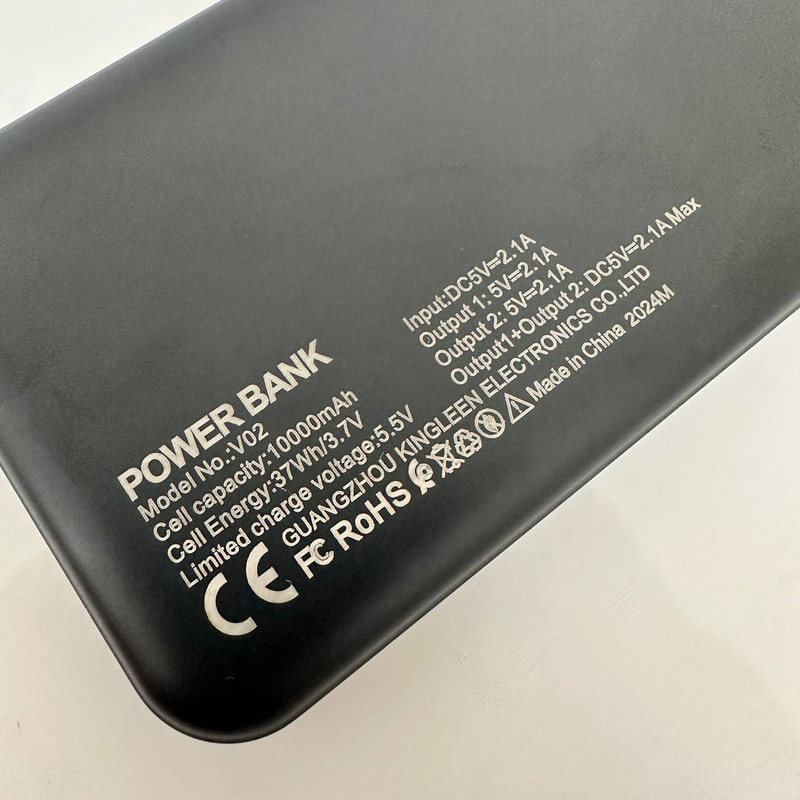 POWER BANK
Model No.:V02
Cell capacity:10000mAh
Cell Energy:37Wh/3.7V
Limited charge voltage:5.5V
Input:DC5V=2.1A
Output 1: 5V=2.1A
Output 2: 5V=2.1A
Output1+Output 2: DC5V=2.1A Max
GUANGZHOU KINGLEEN ELECTRONICS CO.,LTD
CE FC RoHS Made in China 2024M